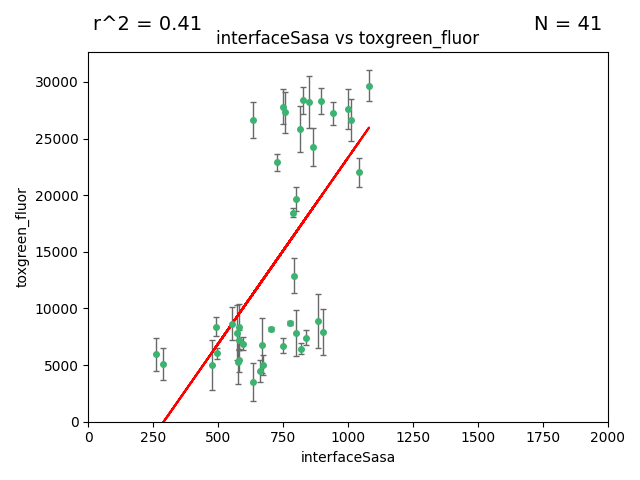 r^2 = 0.41
N = 41
interfaceSasa vs toxgreen_fluor
30000
25000
20000
15000
10000
5000
0
toxgreen_fluor
0 250 500 750 1000 1250 1500 1750 2000
interfaceSasa